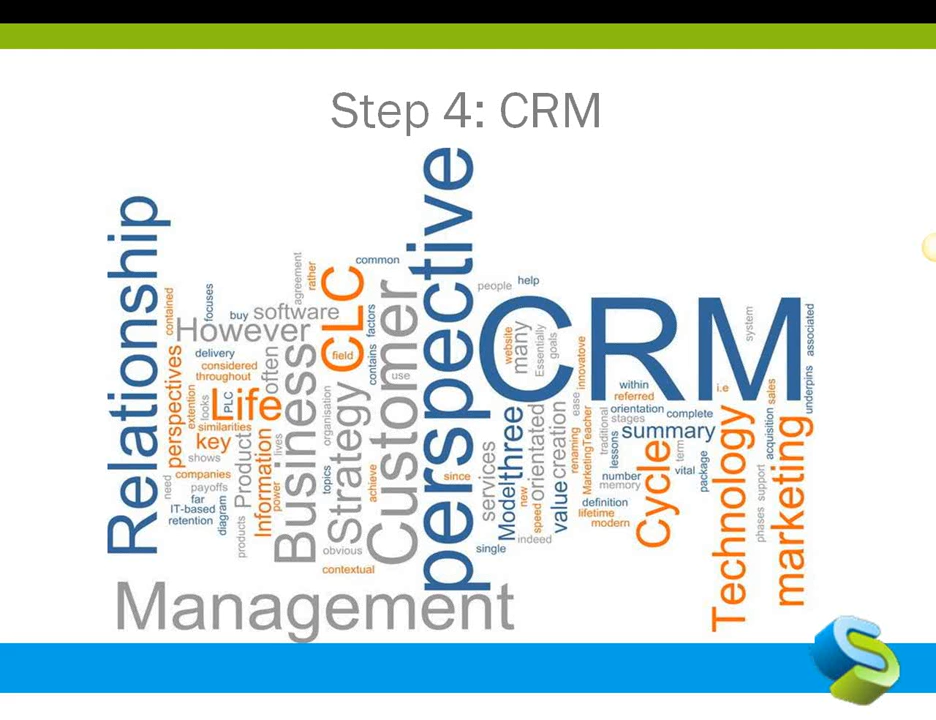 Step 4: CRM
Relationship
perspective
CRM
Management
Customer
Business
Strategy
CLC
Life
Cycle
Technology
marketing
However
software
buy
focuses
contained
agreement
rather
common
factors
contains
field
use
people
help
website
many
Essentially
goals
innovatove
system
associated
underpins
delivery
considered
throughout
often
perspectives
extention
looks
PLC
similarities
key
shows
companies
payoffs
far
IT-based
retention
need
diagram
products
Product
Information
power
lives
organisation
topics
obvious
contextual
achieve
since
services
single
Model
three
new
speed
orientated
indeed
value
creation
ease
renaming
MarketingTeacher
traditional
within
referred
orientation
stages
complete
summary
lessons
number
memory
definition
lifetime
modern
term
vital
package
i.e
sales
acquisition
support
phases